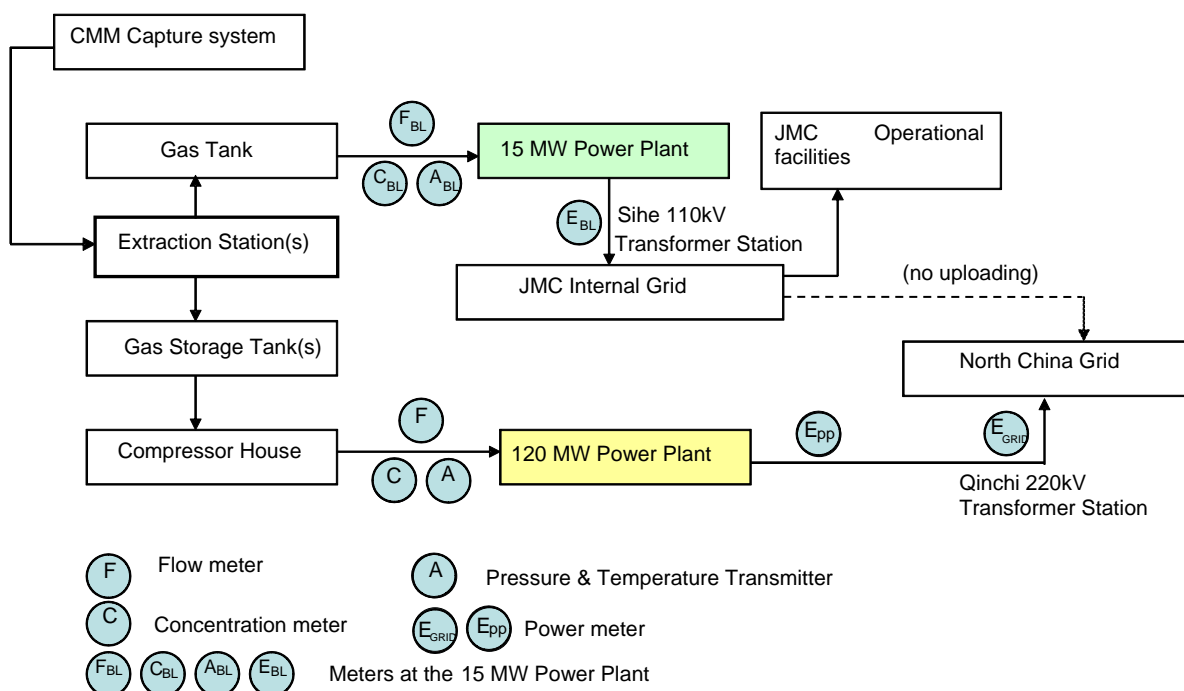 CMM Capture system
F_BL
Gas Tank
15 MW Power Plant
JMC Operational
facilities
C_BL A_BL
E_BL
Sihe 110kV
Transformer Station
Extraction Station(s)
JMC Internal Grid
(no uploading)
Gas Storage Tank(s)
North China Grid
F
E_PP
E_GRID
Compressor House
120 MW Power Plant
C A
Qinchi 220kV
Transformer Station
F Flow meter
A Pressure & Temperature Transmitter
C Concentration meter
E_GRID E_PP Power meter
F_BL C_BL A_BL E_BL Meters at the 15 MW Power Plant